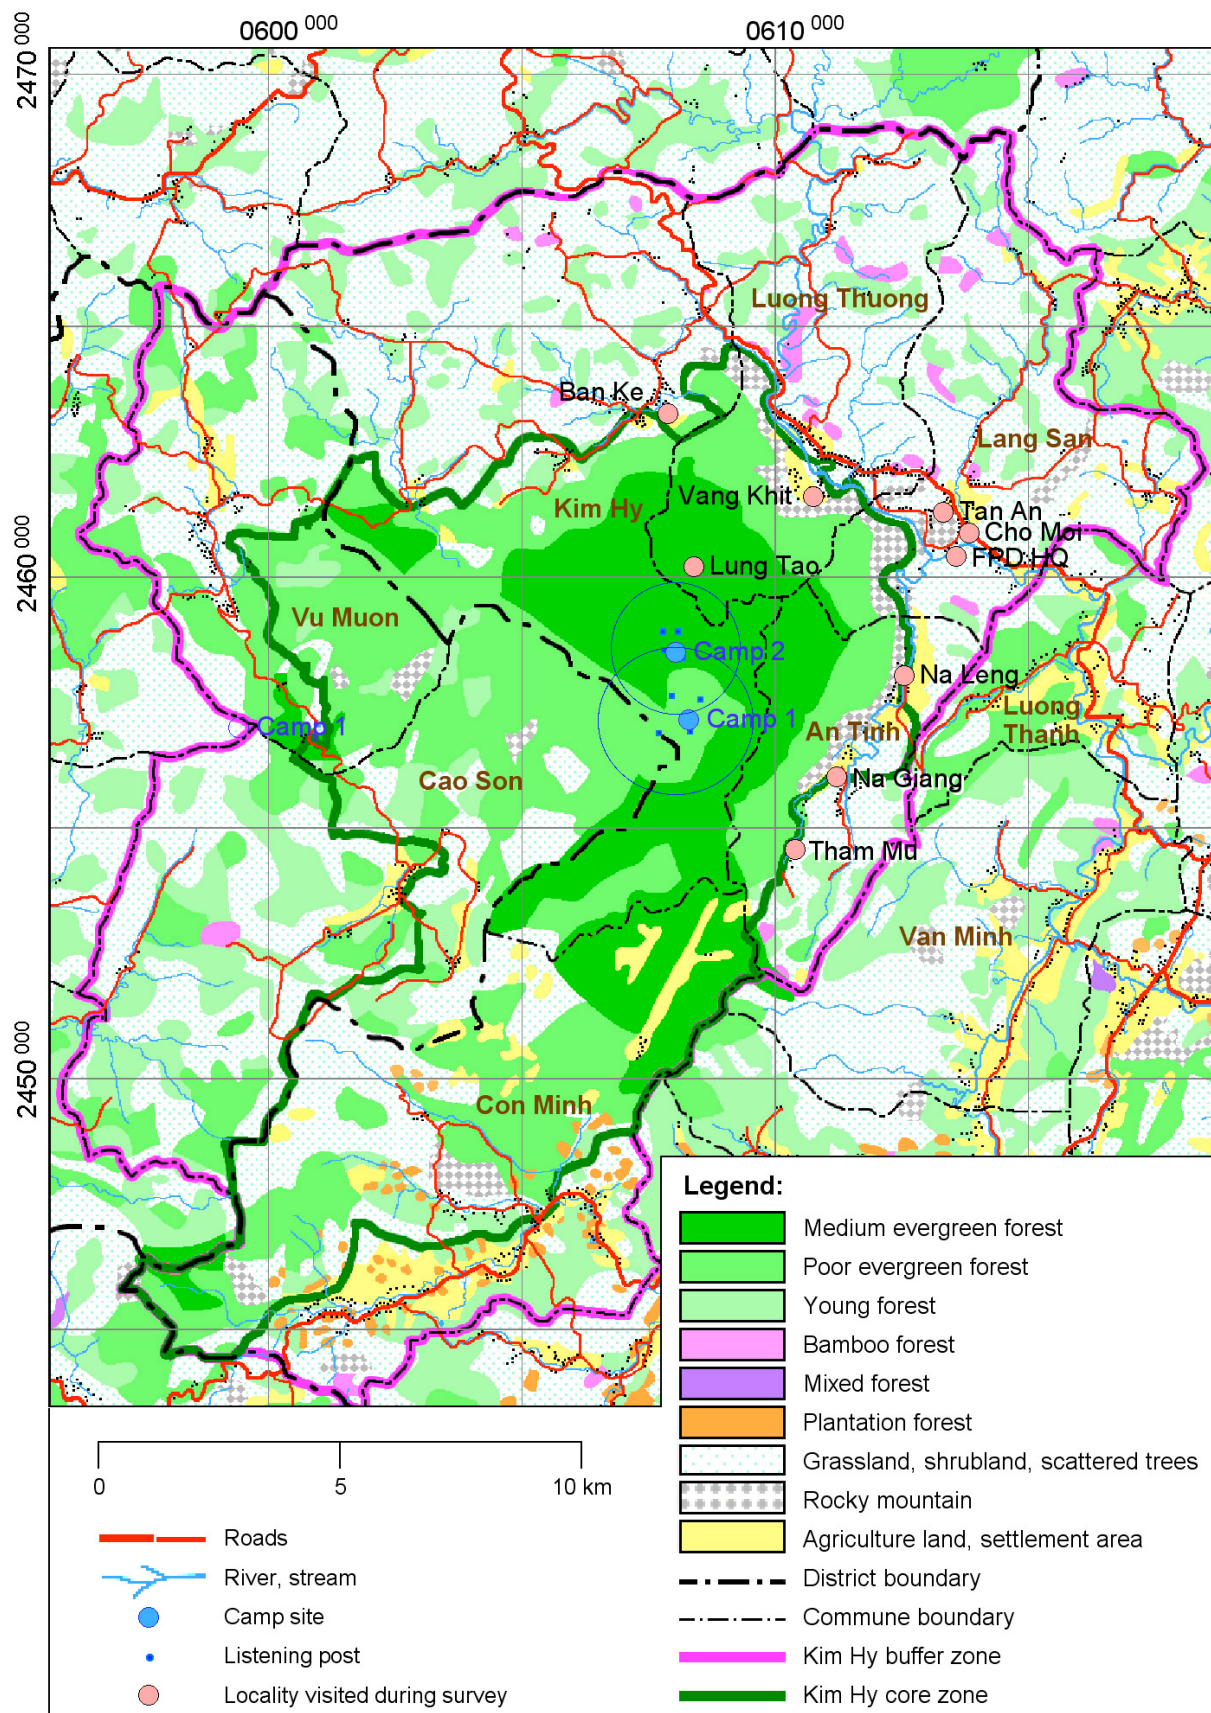 0600 000
0610 000
2470 000
Luong Thuong
Ban Ke
Lang San
Vang Khit
Kim Hy
Tan An
Cho Moi
FPD HQ
Lung Tao
2460 000
Vu Muon
Camp 2
Na Leng
Luong
Thanh
Camp 1
Camp 1
An Tinh
Cao Son
Na Giang
Tham Mu
Van Minh
2450 000
Con Minh
Legend:
Medium evergreen forest
Poor evergreen forest
Young forest
Bamboo forest
Mixed forest
Plantation forest
Grassland, shrubland, scattered trees
Rocky mountain
Agriculture land, settlement area
District boundary
Commune boundary
Kim Hy buffer zone
Kim Hy core zone
0 5 10 km
Roads
River, stream
Camp site
Listening post
Locality visited during survey